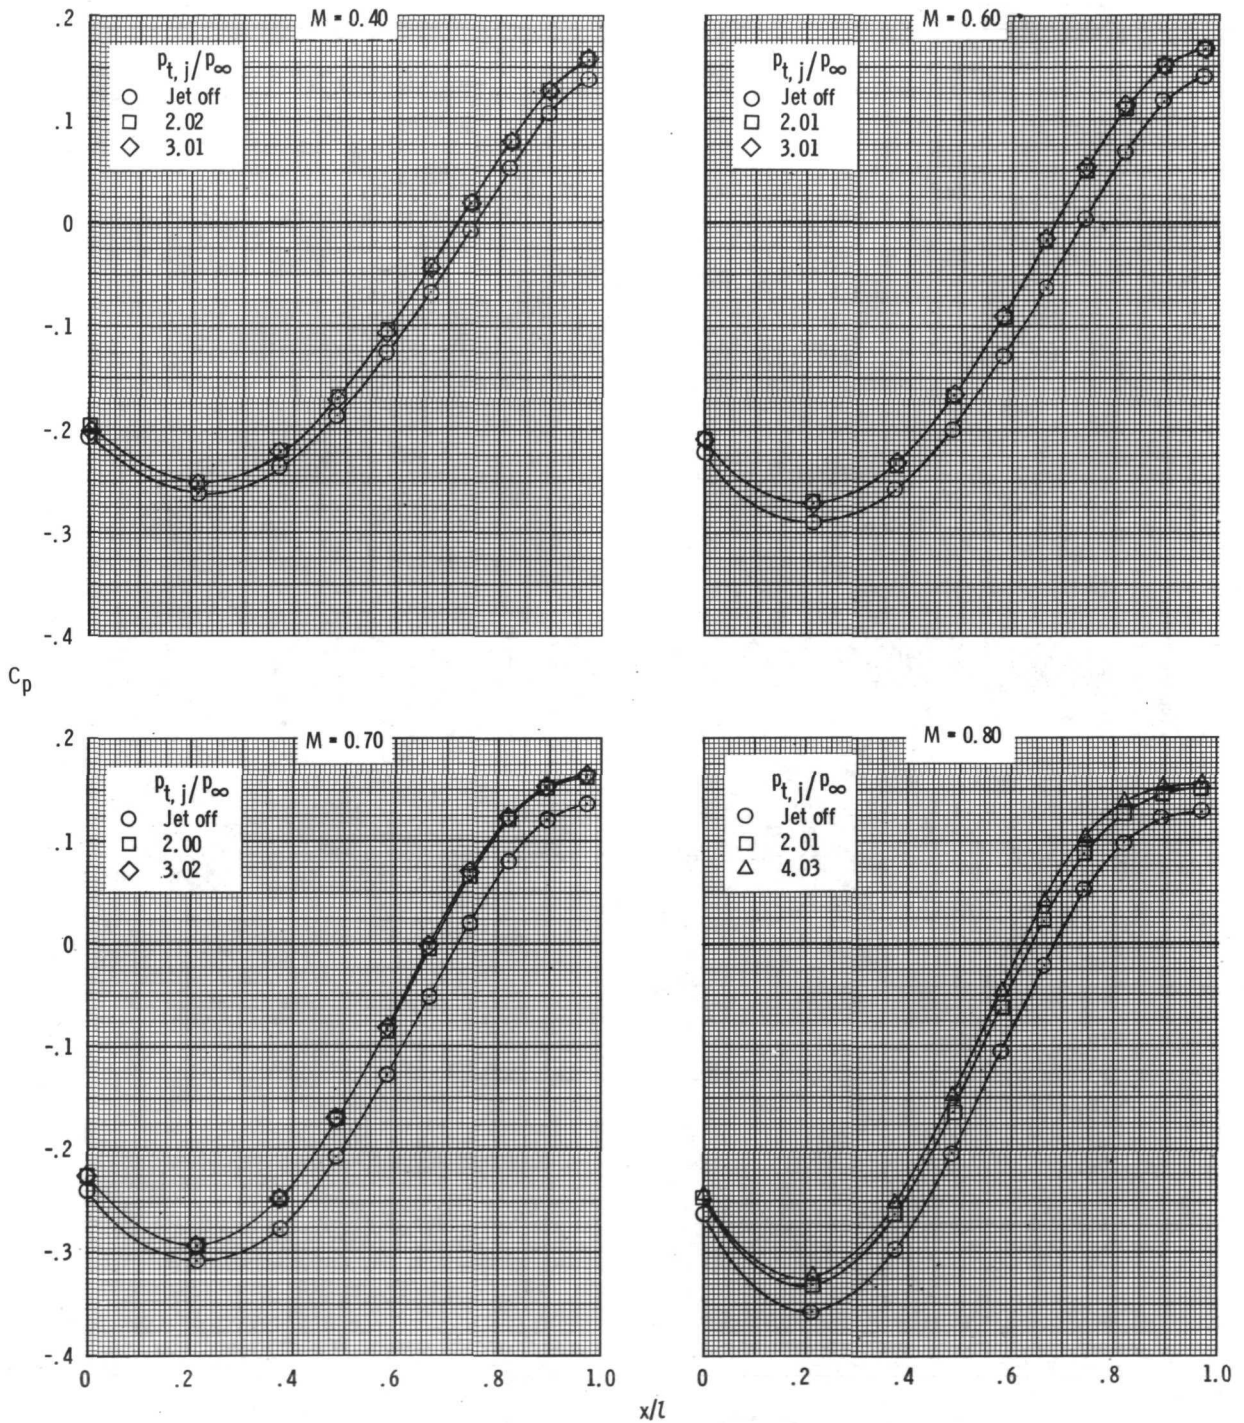 M = 0.40
.2
.1
0
-.1
-.2
-.3
-.4
p_t, j/p_∞
Jet off
2.02
3.01
M = 0.60
p_t, j/p_∞
Jet off
2.01
3.01
C_p
M = 0.70
.2
.1
0
-.1
-.2
-.3
-.4
p_t, j/p_∞
Jet off
2.00
3.02
0 .2 .4 .6 .8 1.0
M = 0.80
p_t, j/p_∞
Jet off
2.01
4.03
0 .2 .4 .6 .8 1.0
x/l